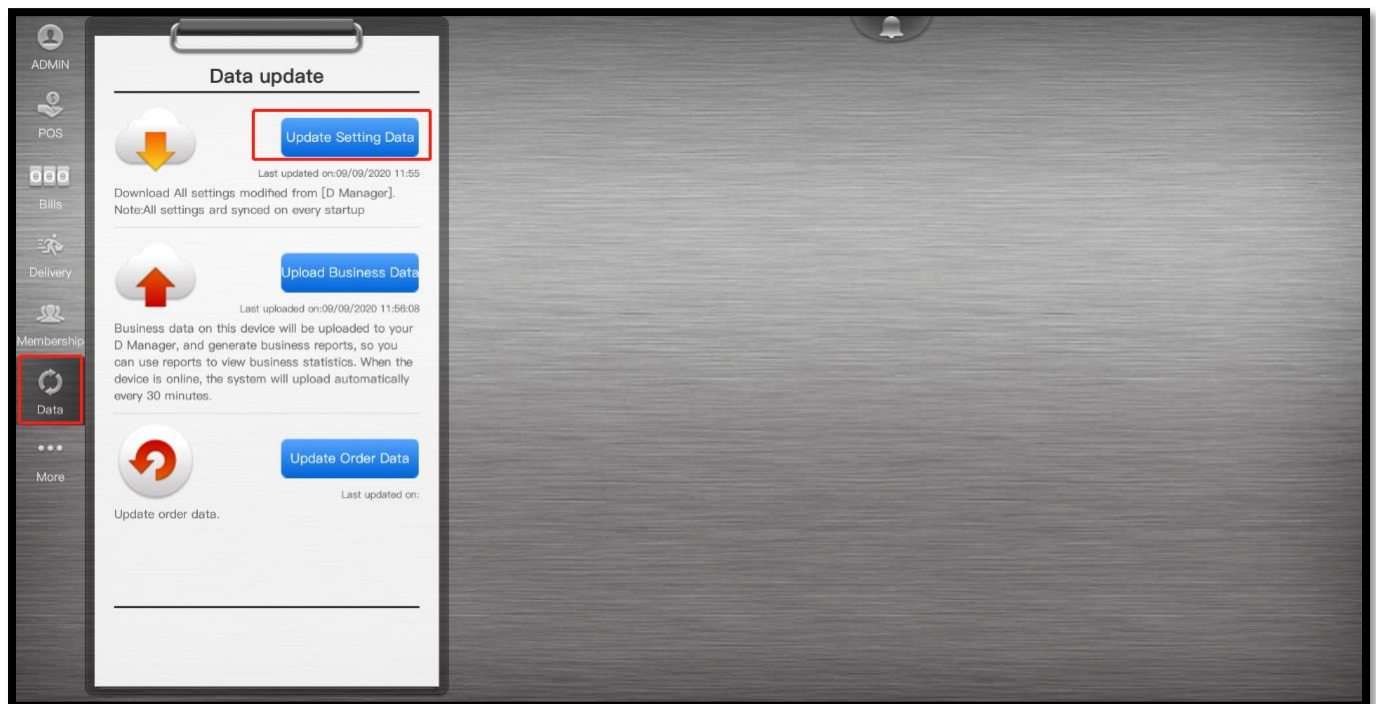 ADMIN
POS
Bills
Delivery
Membership
Data
More
Data update
Update Setting Data
Last updated on:09/09/2020 11:55
Download All settings modified from [D Manager].
Note:All settings ard synced on every startup
Upload Business Data
Last uploaded on:09/09/2020 11:56:08
Business data on this device will be uploaded to your
D Manager, and generate business reports, so you
can use reports to view business statistics. When the
device is online, the system will upload automatically
every 30 minutes.
Update Order Data
Last updated on:
Update order data.